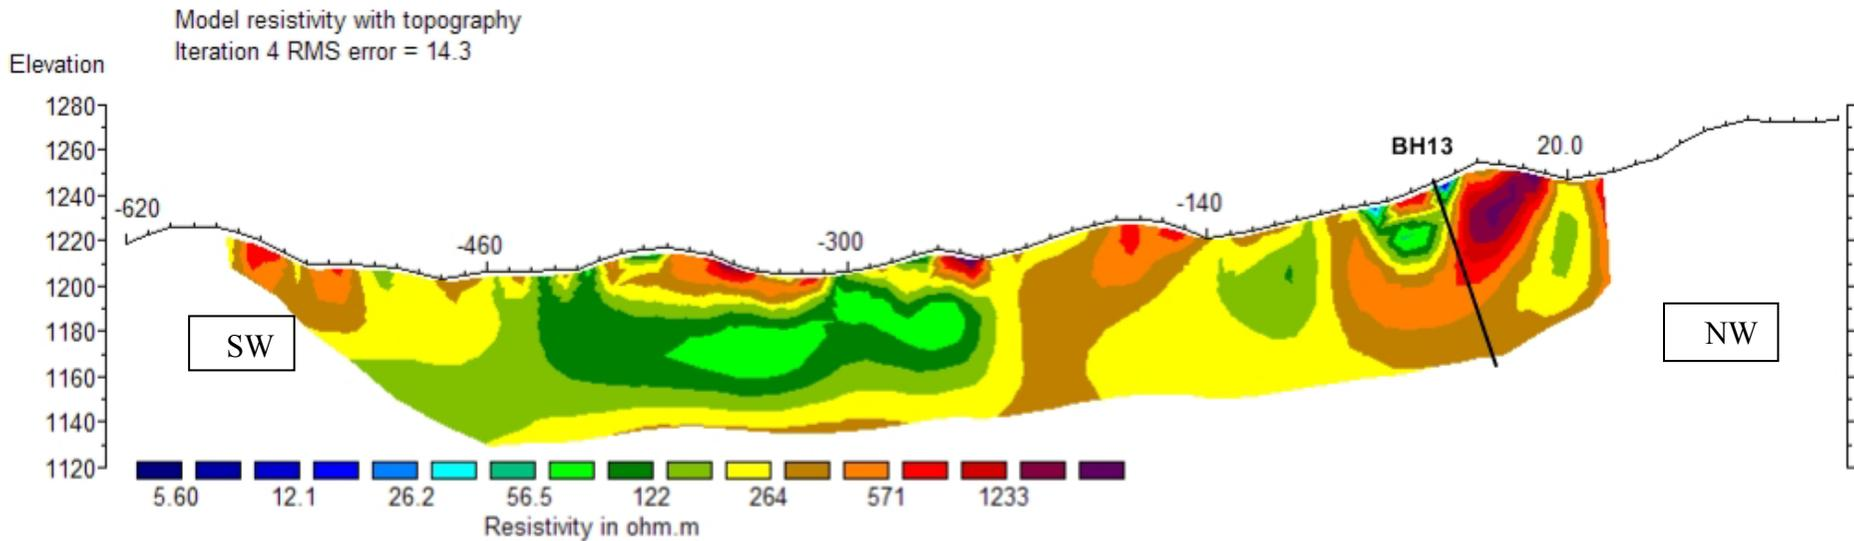 Model resistivity with topography
Iteration 4 RMS error = 14.3
Elevation
1280
1260
1240
1220
1200
1180
1160
1140
1120
-620
-460
-300
-140
BH13
20.0
SW
NW
5.60 12.1 26.2 56.5 122 264 571 1233
Resistivity in ohm.m